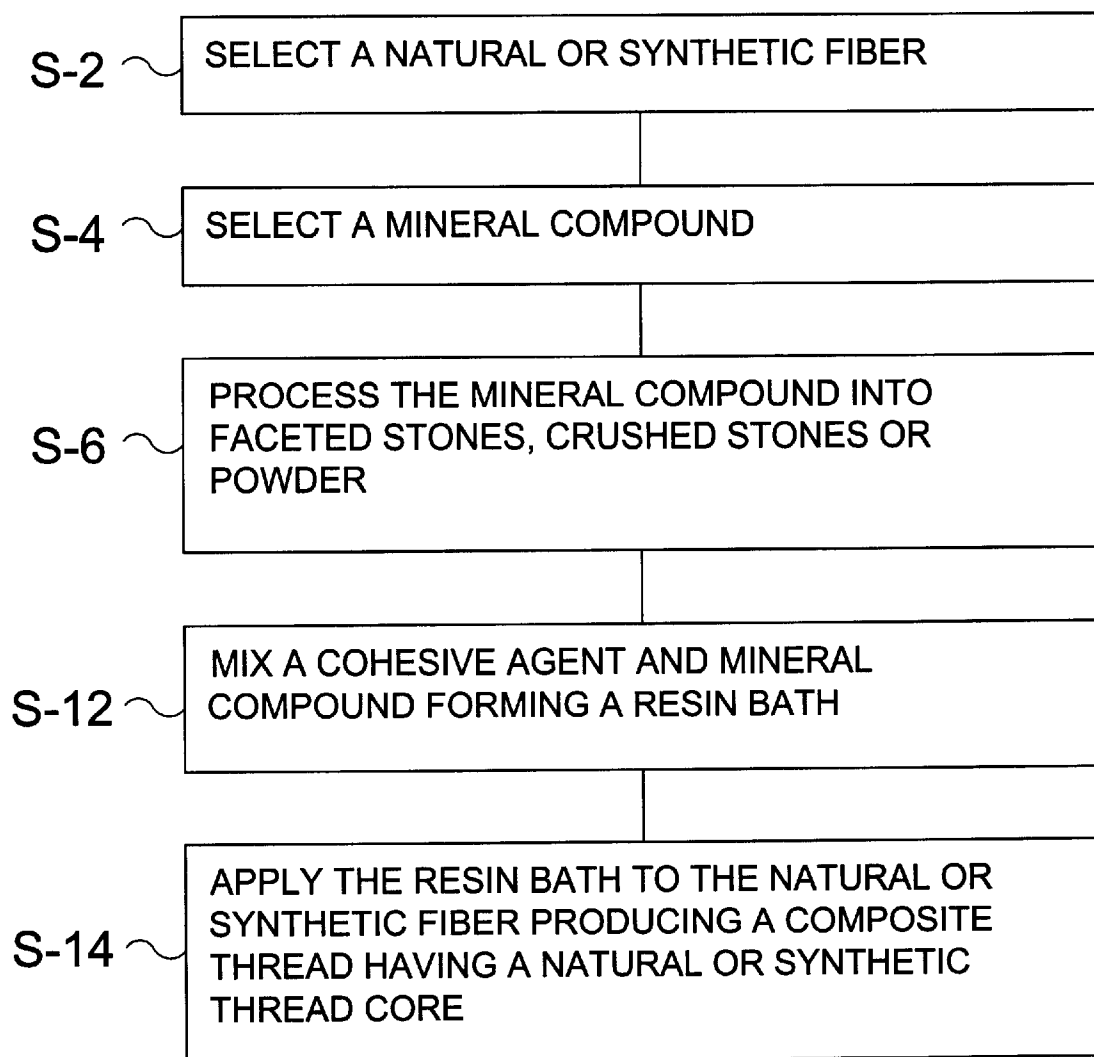 S-2
SELECT A NATURAL OR SYNTHETIC FIBER
S-4
SELECT A MINERAL COMPOUND
S-6
PROCESS THE MINERAL COMPOUND INTO
FACETED STONES, CRUSHED STONES OR
POWDER
S-12
MIX A COHESIVE AGENT AND MINERAL
COMPOUND FORMING A RESIN BATH
S-14
APPLY THE RESIN BATH TO THE NATURAL OR
SYNTHETIC FIBER PRODUCING A COMPOSITE
THREAD HAVING A NATURAL OR SYNTHETIC
THREAD CORE